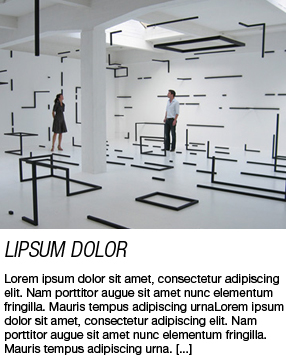 LIPSUM DOLOR
Lorem ipsum dolor sit amet, consectetur adipiscing
elit. Nam porttitor augue sit amet nunc elementum
fringilla. Mauris tempus adipiscing urnaLorem ipsum
dolor sit amet, consectetur adipiscing elit. Nam
porttitor augue sit amet nunc elementum fringilla.
Mauris tempus adipiscing urna. [...]